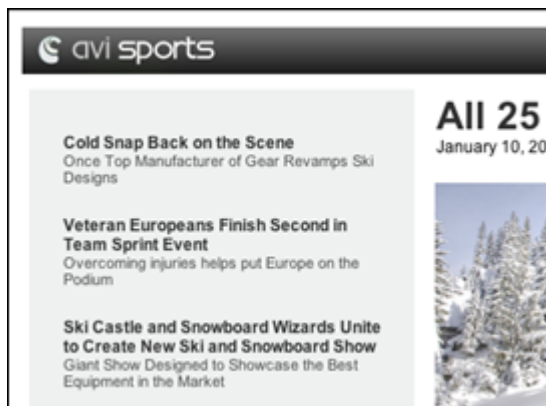 avi sports
Cold Snap Back on the Scene
Once Top Manufacturer of Gear Revamps Ski
Designs
Veteran Europeans Finish Second in
Team Sprint Event
Overcoming injuries helps put Europe on the
Podium
Ski Castle and Snowboard Wizards Unite
to Create New Ski and Snowboard Show
Giant Show Designed to Showcase the Best
Equipment in the Market
All 25
January 10, 20